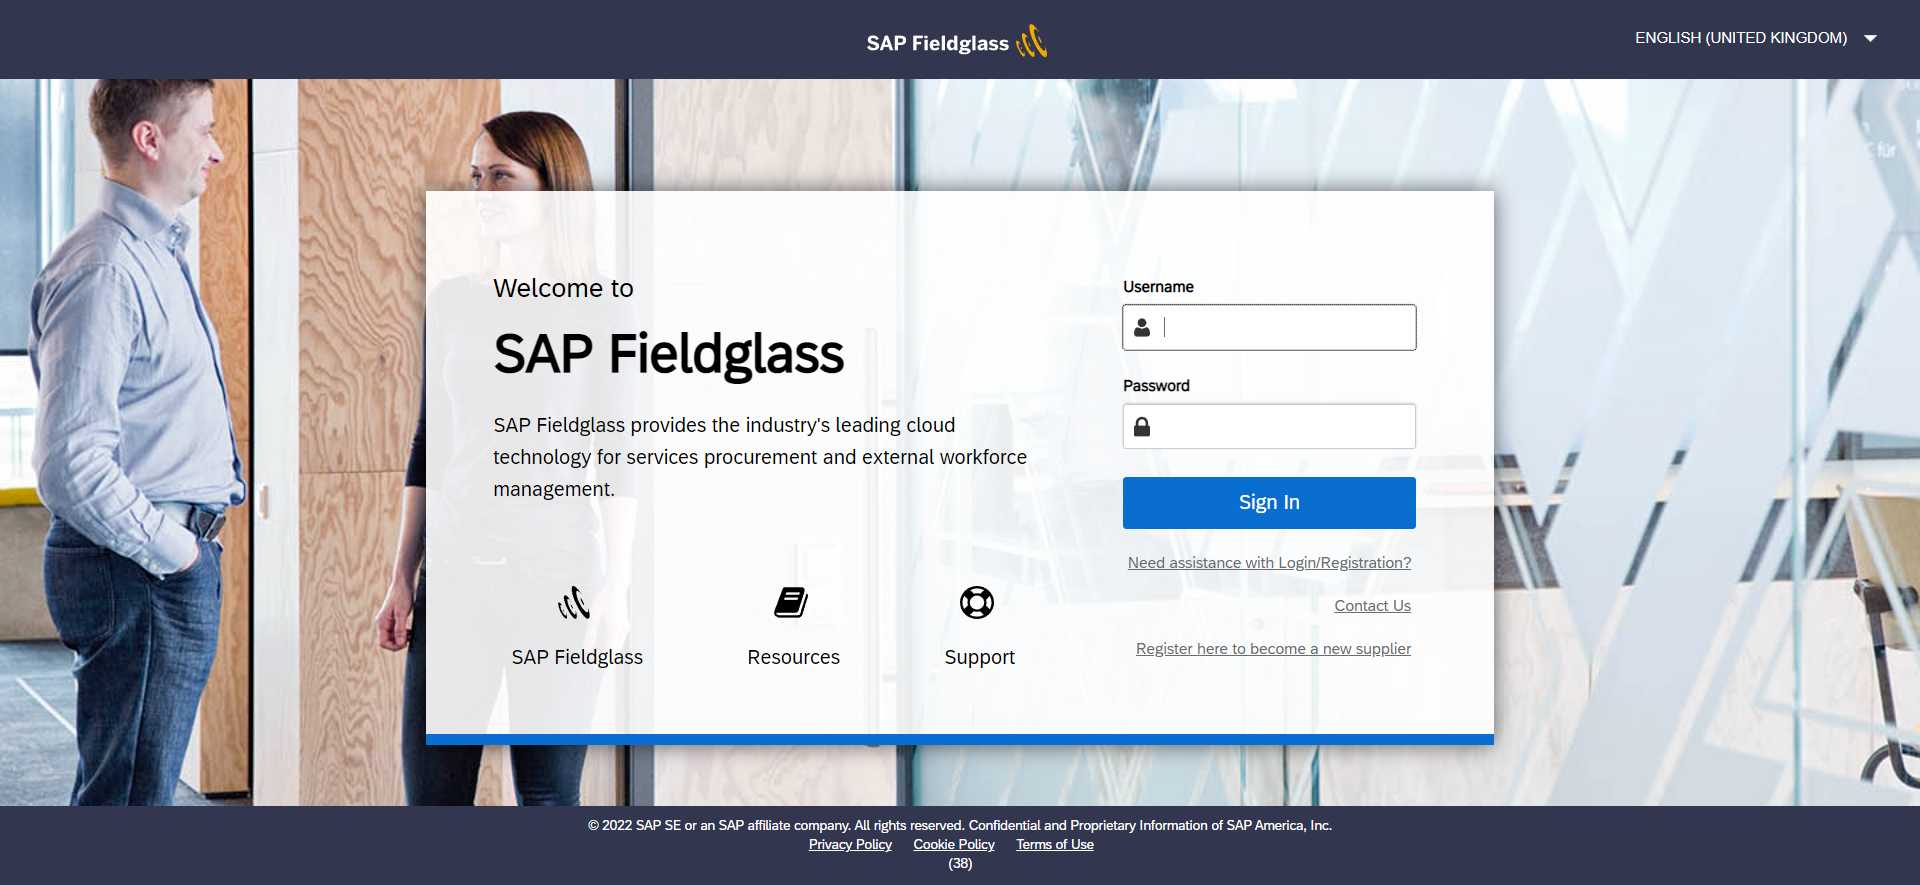 SAP Fieldglass
ENGLISH (UNITED KINGDOM)
Welcome to
SAP Fieldglass
SAP Fieldglass provides the industry's leading cloud
technology for services procurement and external workforce
management.
SAP Fieldglass
Resources
Support
Username
Password
Sign In
Need assistance with Login/Registration?
Contact Us
Register here to become a new supplier
© 2022 SAP SE or an SAP affiliate company. All rights reserved. Confidential and Proprietary Information of SAP America, Inc.
Privacy Policy Cookie Policy Terms of Use
(38)